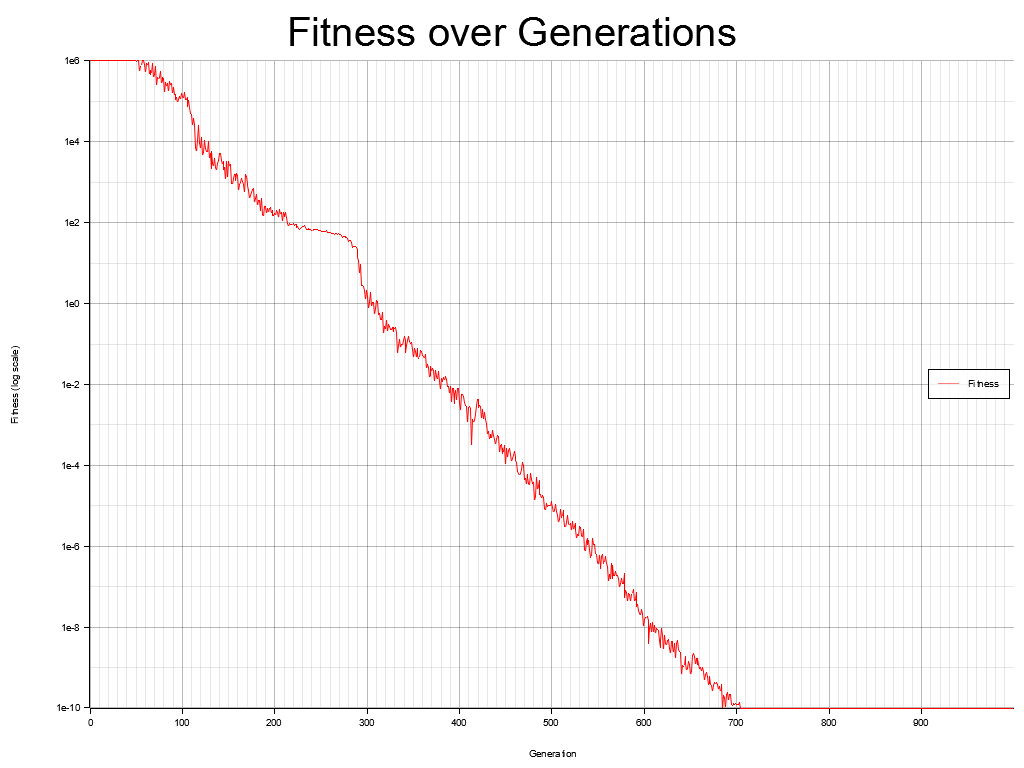 Fitness over Generations
1e6
1e4
1e2
1e0
1e-2
1e-4
1e-6
1e-8
1e-10
Fitness (log scale)
Fitness
0 100 200 300 400 500 600 700 800 900
Generation